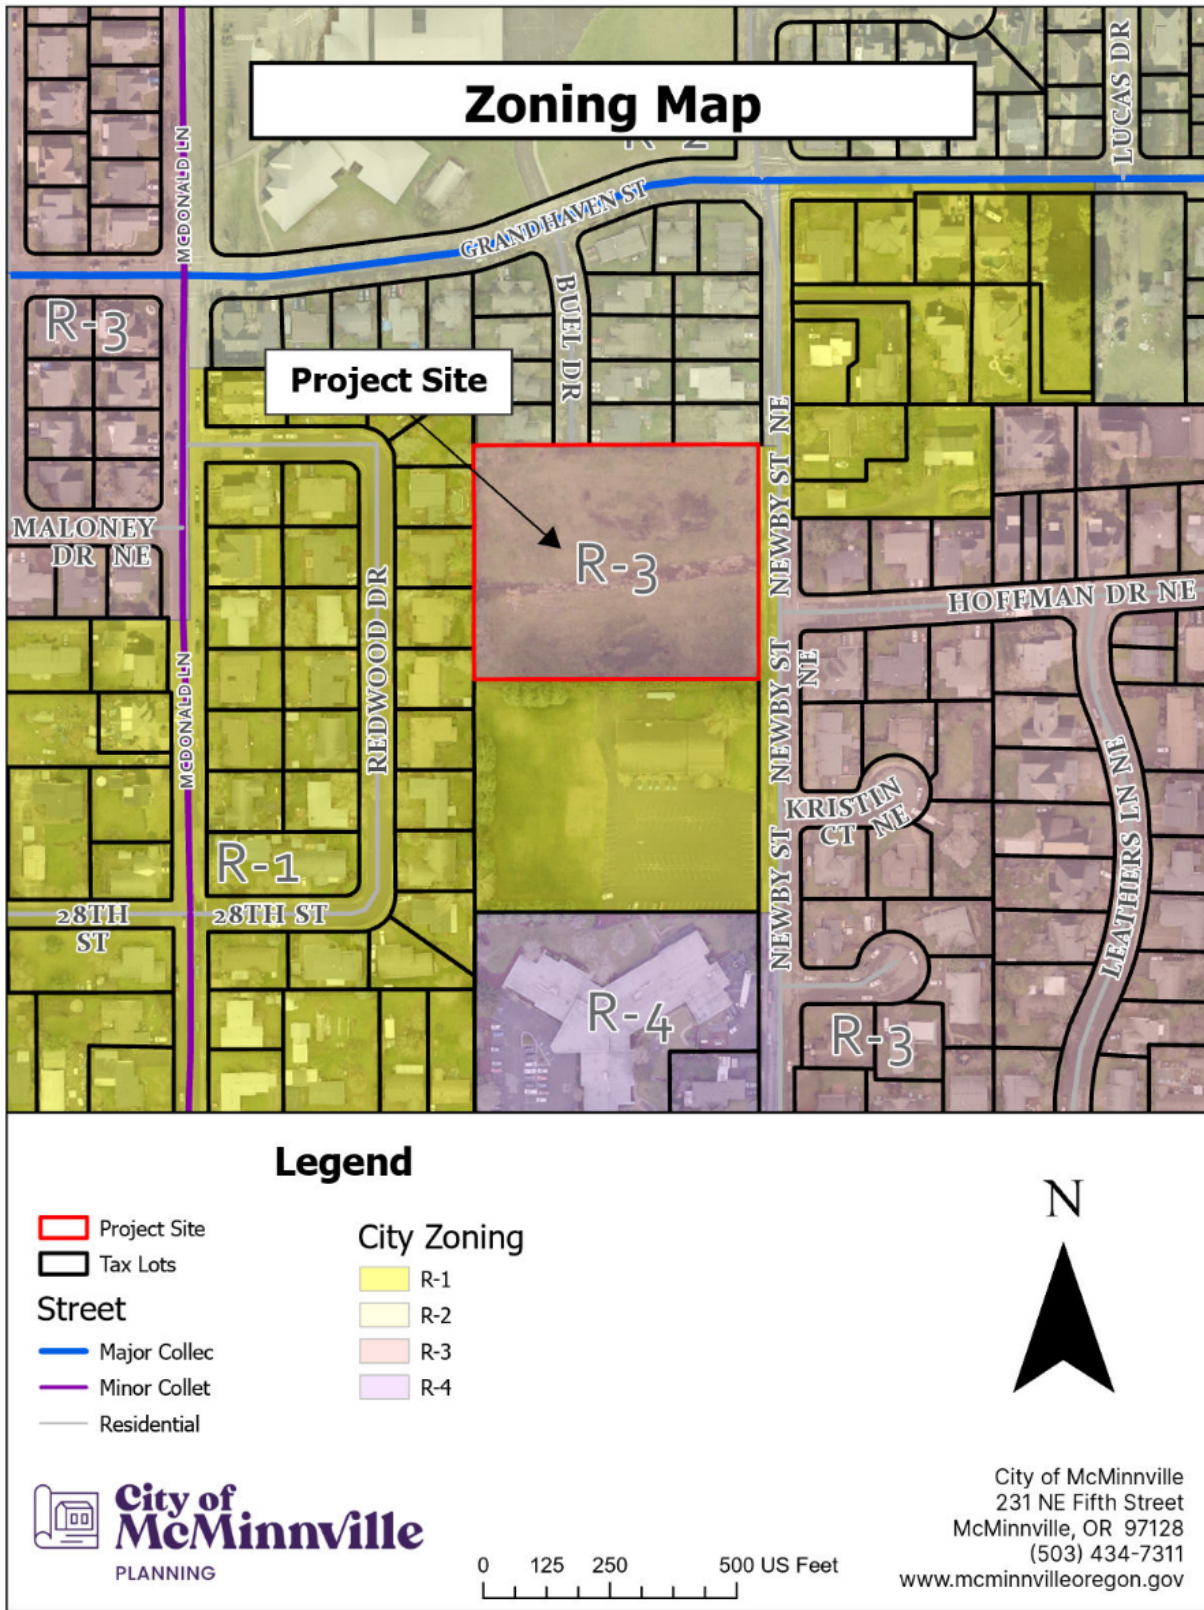 Zoning Map
LUCAS DR
MCDONALD LN
R-2
GRANDHAVEN ST
BUEL DR
R-3
Project Site
NEWBY ST NE
MALONEY
DR NE
R-3
HOFFMAN DR NE
REDWOOD DR
NEWBY ST
NE
MCDONALD LN
KRISTIN
CT NE
LEATHERS LN NE
R-1
28TH
ST
28TH ST
NEWBY ST
R-4
R-3
Legend
Project Site
Tax Lots
Street
Major Collec
Minor Collet
Residential
City Zoning
R-1
R-2
R-3
R-4
N
City of
McMinnville
PLANNING
0 125 250 500 US Feet
City of McMinnville
231 NE Fifth Street
McMinnville, OR 97128
(503) 434-7311
www.mcminnvilleoregon.gov